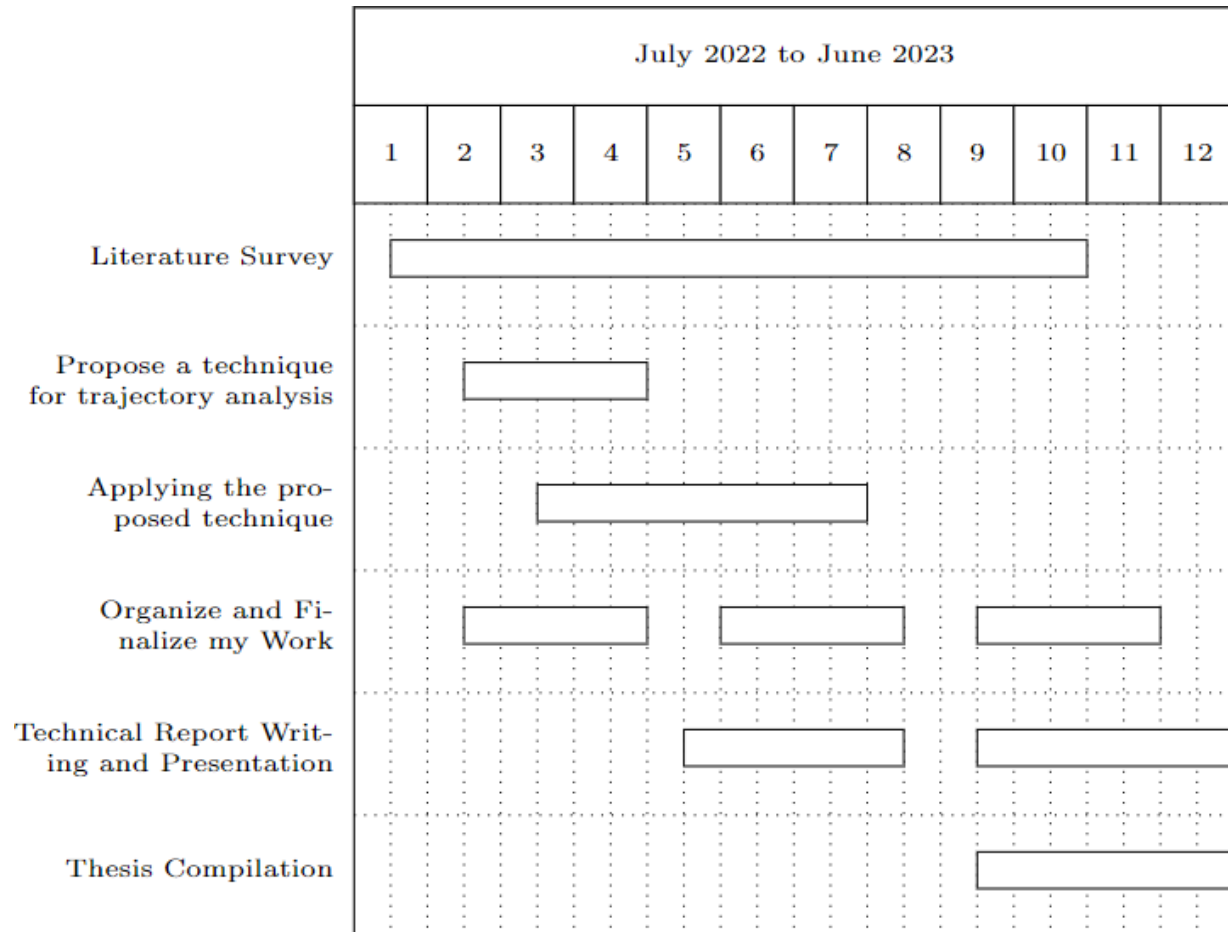 July 2022 to June 2023
1 2 3 4 5 6 7 8 9 10 11 12
Literature Survey
Propose a technique
for trajectory analysis
Applying the pro-
posed technique
Organize and Fi-
nalize my Work
Technical Report Writ-
ing and Presentation
Thesis Compilation